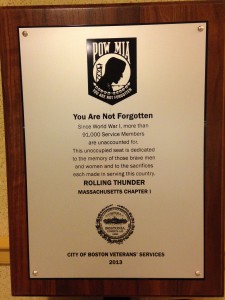 POW★MIA
YOU ARE NOT FORGOTTEN
You Are Not Forgotten
Since World War I, more than
91,000 Service Members
are unaccounted for.
This unoccupied seat is dedicated
to the memory of those brave men
and women and to the sacrifices
each made in serving this country.
ROLLING THUNDER
MASSACHUSETTS CHAPTER I
CITY OF BOSTON VETERANS' SERVICES
2013